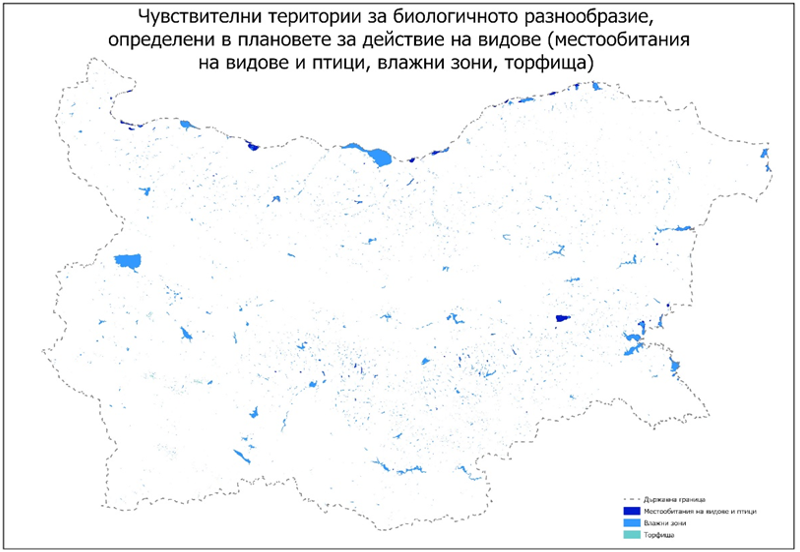 Чувствителни територии за биологичното разнообразие,
определени в плановете за действие на видове (местообитания
на видове и птици, влажни зони, торфища)
Държавна граница
Местообитания на видове и птици
Влажни зони
Торфища